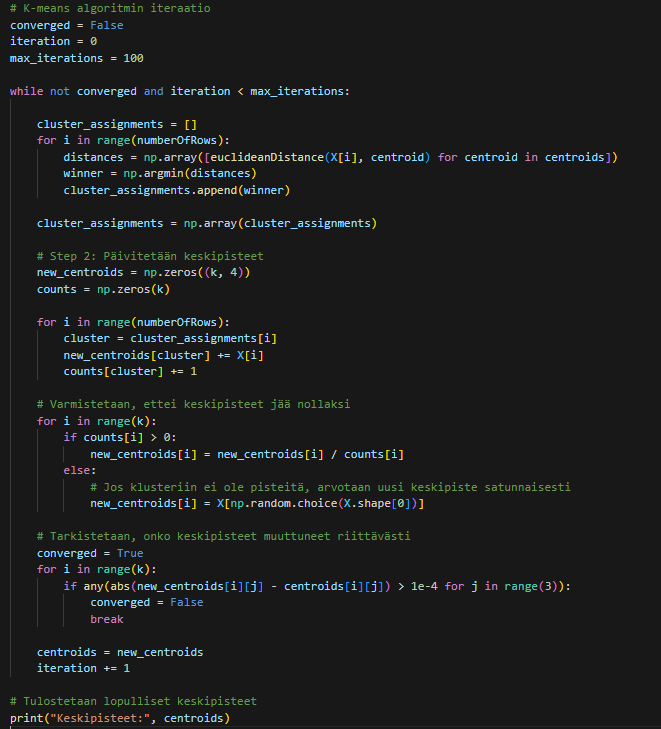 # K-means algoritmin iteraatio
converged = False
iteration = 0
max_iterations = 100
while not converged and iteration < max_iterations:
    cluster_assignments = []
    for i in range(numberOfRows):
        distances = np.array([euclideanDistance(X[i], centroid) for centroid in centroids])
        winner = np.argmin(distances)
        cluster_assignments.append(winner)
    cluster_assignments = np.array(cluster_assignments)
    # Step 2: Päivitetään keskipisteet
    new_centroids = np.zeros((k, 4))
    counts = np.zeros(k)
    for i in range(numberOfRows):
        cluster = cluster_assignments[i]
        new_centroids[cluster] += X[i]
        counts[cluster] += 1
    # Varmistetaan, ettei keskipisteet jää nollaksi
    for i in range(k):
        if counts[i] > 0:
            new_centroids[i] = new_centroids[i] / counts[i]
        else:
            # Jos klusteriin ei ole pisteitä, arvotaan uusi keskipiste satunnaisesti
            new_centroids[i] = X[np.random.choice(X.shape[0])]
    # Tarkistetaan, onko keskipisteet muuttuneet riittävästi
    converged = True
    for i in range(k):
        if any(abs(new_centroids[i][j] - centroids[i][j]) > 1e-4 for j in range(3)):
            converged = False
            break
    centroids = new_centroids
    iteration += 1
# Tulostetaan lopulliset keskipisteet
print("Keskipisteet:", centroids)